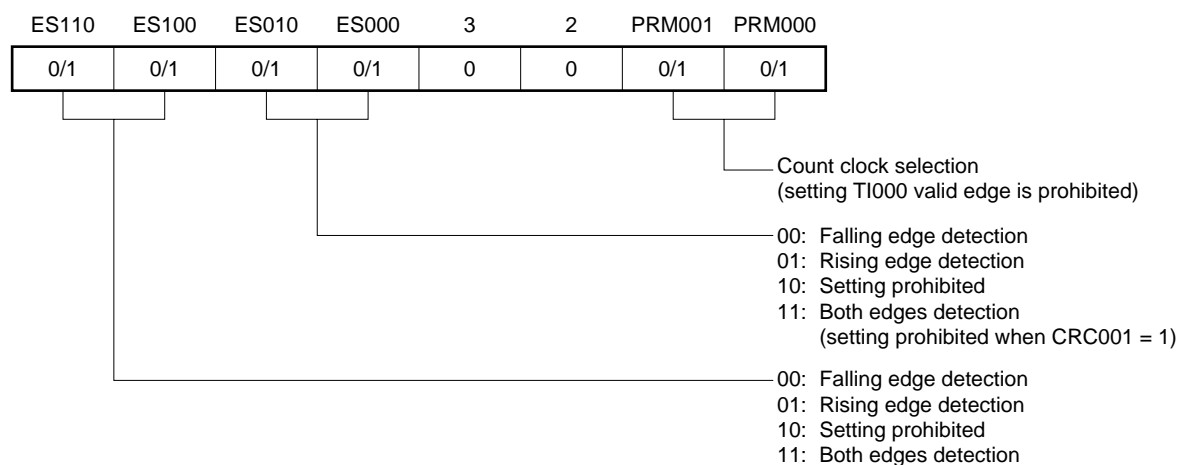 ES110 ES100 ES010 ES000 3 2 PRM001 PRM000
0/1 0/1 0/1 0/1 0 0 0/1 0/1
Count clock selection
(setting TI000 valid edge is prohibited)
00: Falling edge detection
01: Rising edge detection
10: Setting prohibited
11: Both edges detection
(setting prohibited when CRC001 = 1)
00: Falling edge detection
01: Rising edge detection
10: Setting prohibited
11: Both edges detection